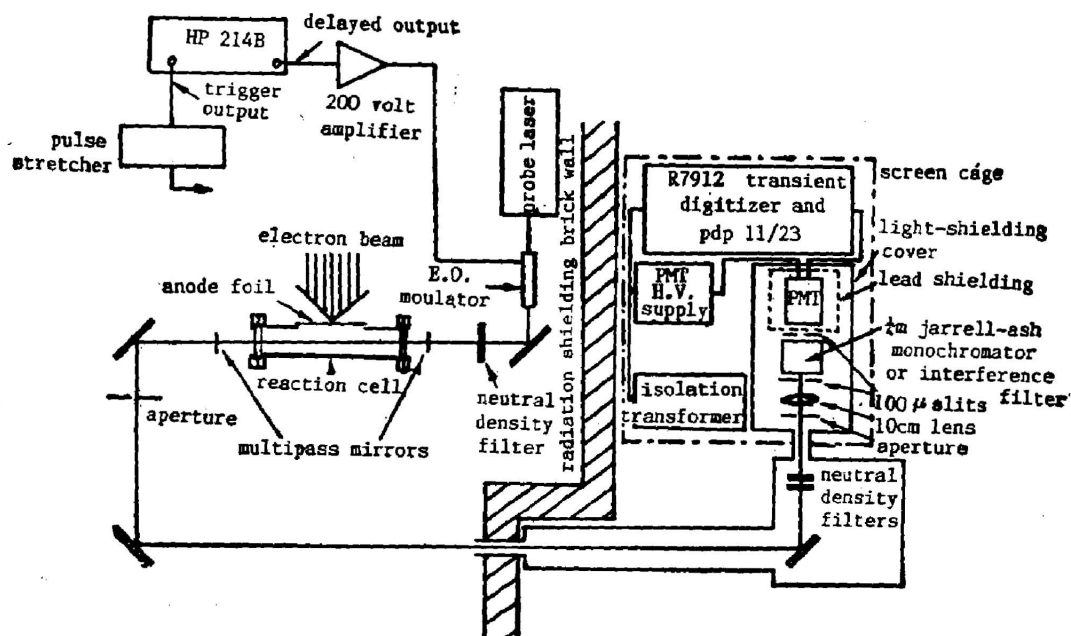 HP 214B
delayed output
trigger
output
200 volt
amplifier
pulse
stretcher
probe laser
radiation shielding brick wall
electron beam
anode foil
E.O.
moulator
reaction cell
aperture
multipass mirrors
neutral
density
filter
screen cage
R7912 transient
digitizer and
pdp 11/23
light-shielding
cover
lead shielding
PMT
H.V.
supply
PMT
½m jarrell-ash
monochromator
or interference
filter
isolation
transformer
100μ slits
10cm lens
aperture
neutral
density
filters